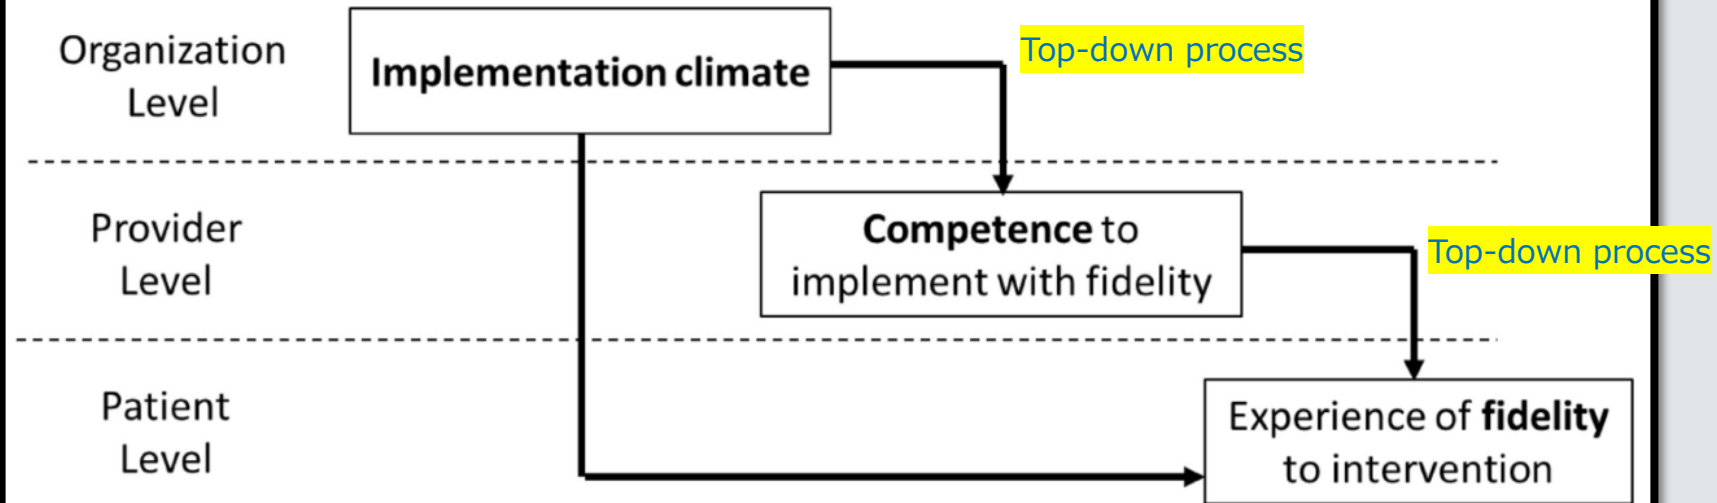 Organization
Level
Implementation climate
Top-down process
Provider
Level
Competence to
implement with fidelity
Top-down process
Patient
Level
Experience of fidelity
to intervention